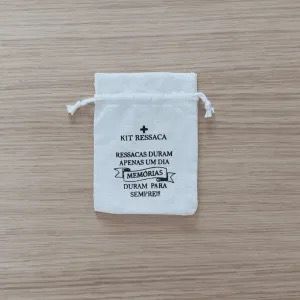 KIT RESSACA
RESSACAS DURAM
APENAS UM DIA
MEMÓRIAS
DURAM PARA
SEMPRE!!!